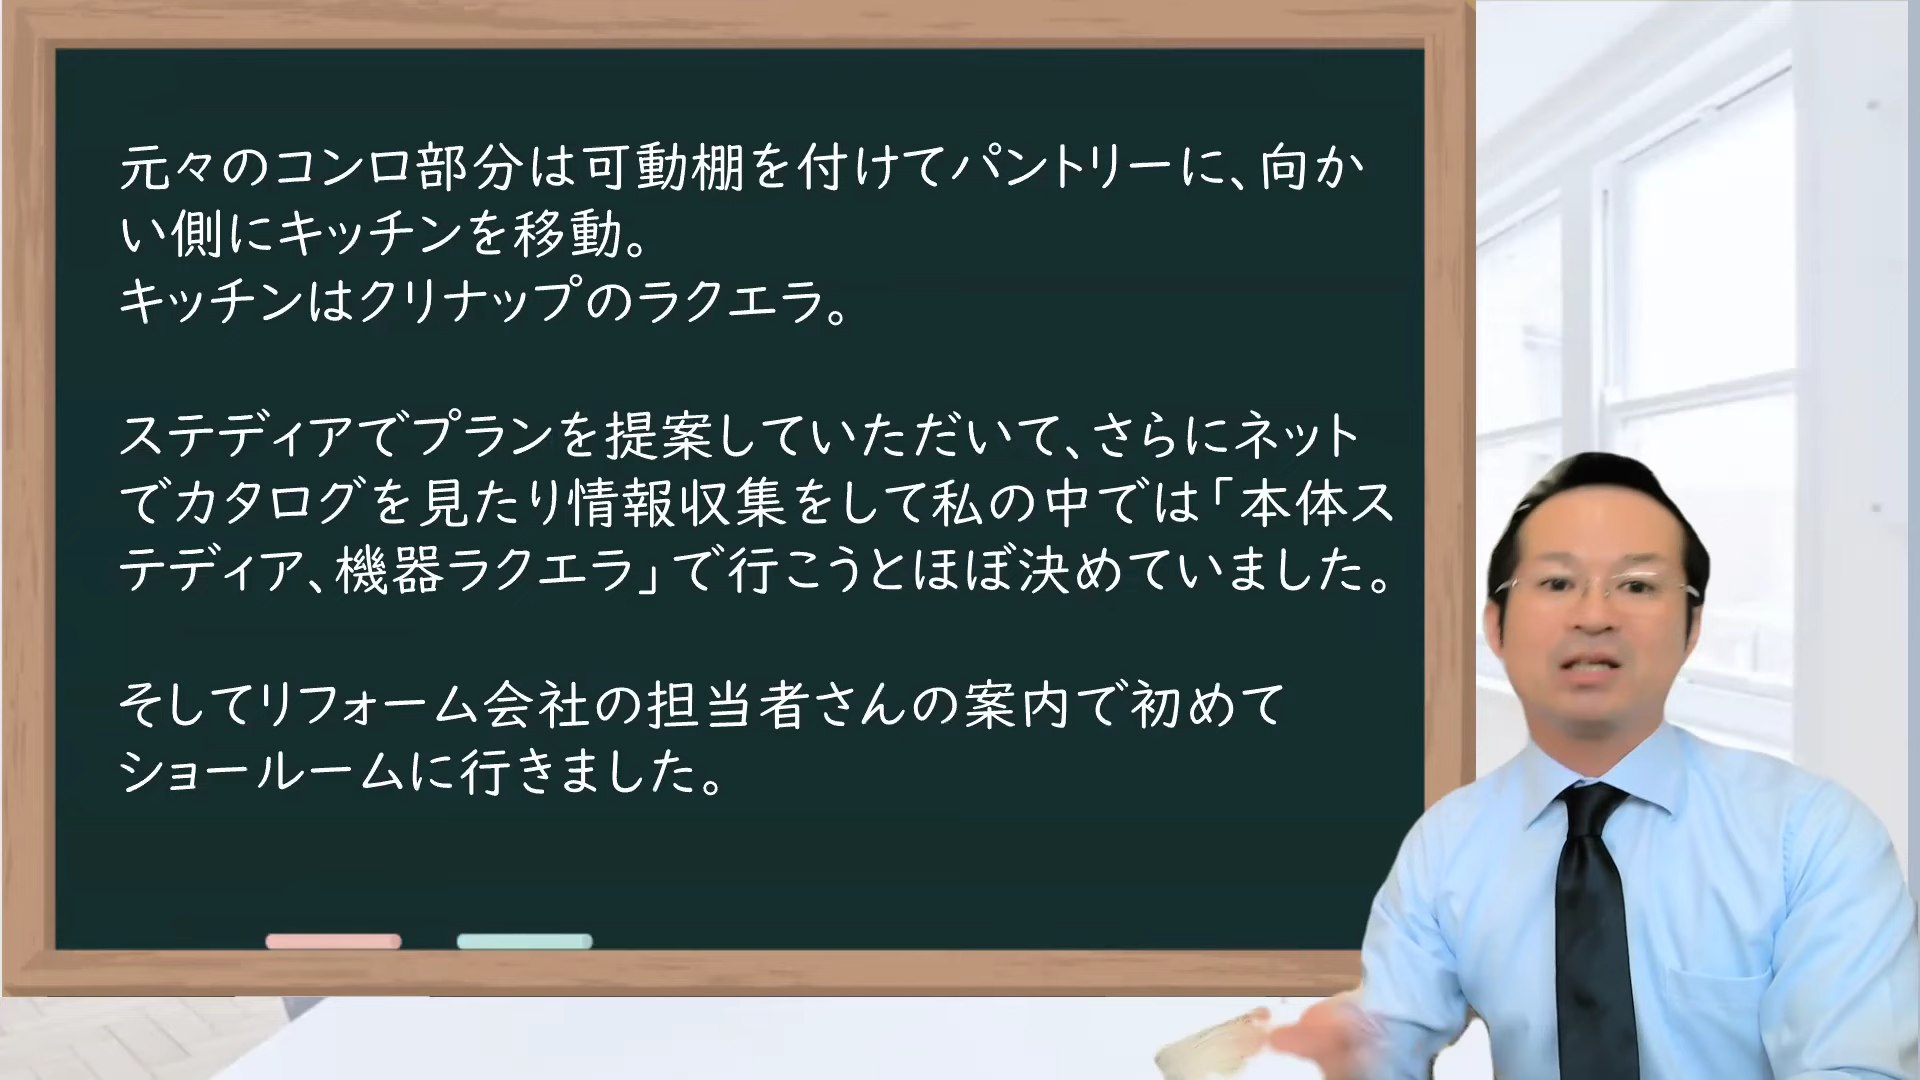 元々のコンロ部分は可動棚を付けてパントリーに、向か
い側にキッチンを移動。
キッチンはクリナップのラクエラ。
ステディアでプランを提案していただいて、さらにネット
でカタログを見たり情報収集をして私の中では「本体ス
テディア、機器ラクエラ」で行こうとほぼ決めていました。
そしてリフォーム会社の担当者さんの案内で初めて
ショールームに行きました。